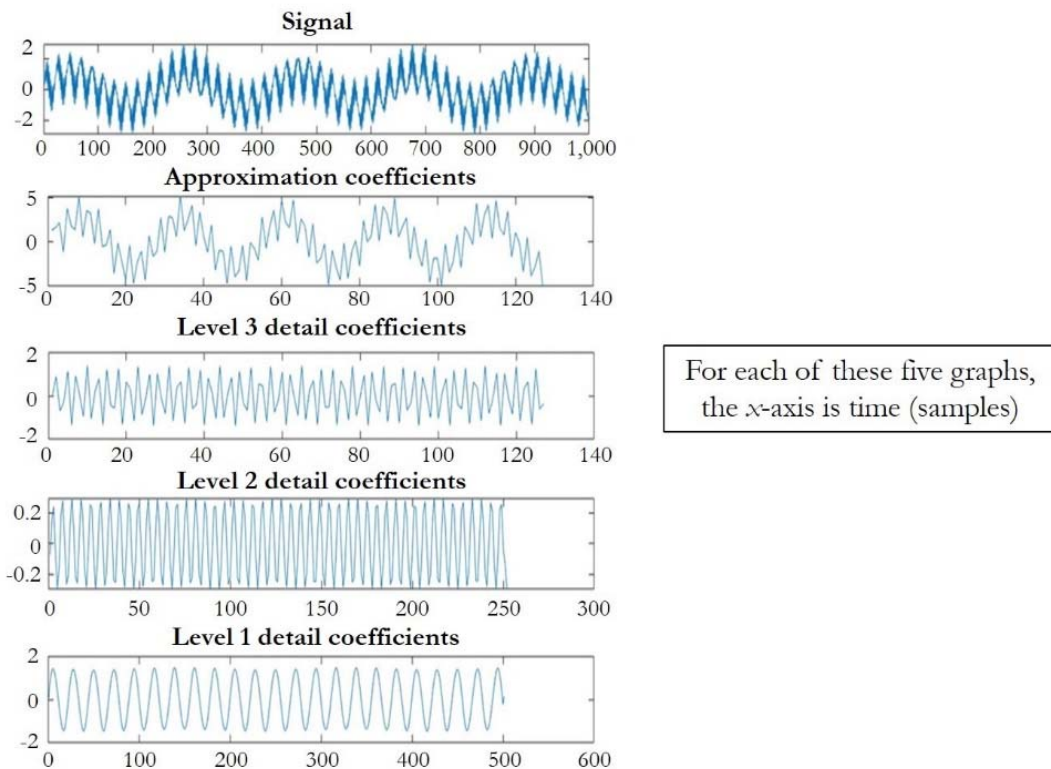 Signal
2
0
-2
0 100 200 300 400 500 600 700 800 900 1,000
Approximation coefficients
5
0
-5
0 20 40 60 80 100 120 140
Level 3 detail coefficients
2
0
-2
0 20 40 60 80 100 120 140
Level 2 detail coefficients
0.2
0
-0.2
0 50 100 150 200 250 300
Level 1 detail coefficients
2
0
-2
0 100 200 300 400 500 600
For each of these five graphs,
the x-axis is time (samples)